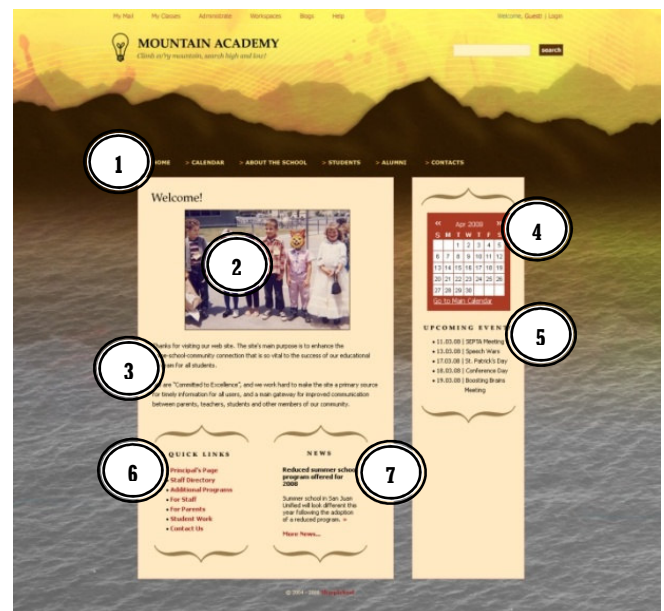 My Mail My Classes Administrate Workspaces Blogs Help Welcome, Guest! | Login
MOUNTAIN ACADEMY
Climb ev'ry mountain, search high and low!
search
1
HOME > CALENDAR > ABOUT THE SCHOOL > STUDENTS > ALUMNI > CONTACTS
Welcome!
2
3
for visiting our web site. The site's main purpose is to enhance the
connection that is so vital to the success of our educational
for all students.
are "Committed to Excellence", and we work hard to make the site a primary source
for timely information for all users, and a main gateway for improved communication
between parents, teachers, students and other members of our community.
« Apr 2008 »
4
S M T W T F S
1 2 3 4 5
6 7 8 9 10 11 12
13 14 15 16 17 18 19
20 21 22 23 24 25 26
27 28 29 30
Go to Main Calendar
UPCOMING EVENT
5
• 11.03.08 | SEPTA Meeting
• 13.03.08 | Speech Wars
• 17.03.08 | St. Patrick's Day
• 18.03.08 | Conference Day
• 19.03.08 | Boosting Brains
Meeting
6
QUICK LINKS
• Principal's Page
• Staff Directory
• Additional Programs
• For Staff
• For Parents
• Student Work
• Contact Us
NEWS
7
Reduced summer school
program offered for
2008
Summer school in San Juan
Unified will look different this
year following the adoption
of a reduced program. »
More News...
© 2004 - 2008